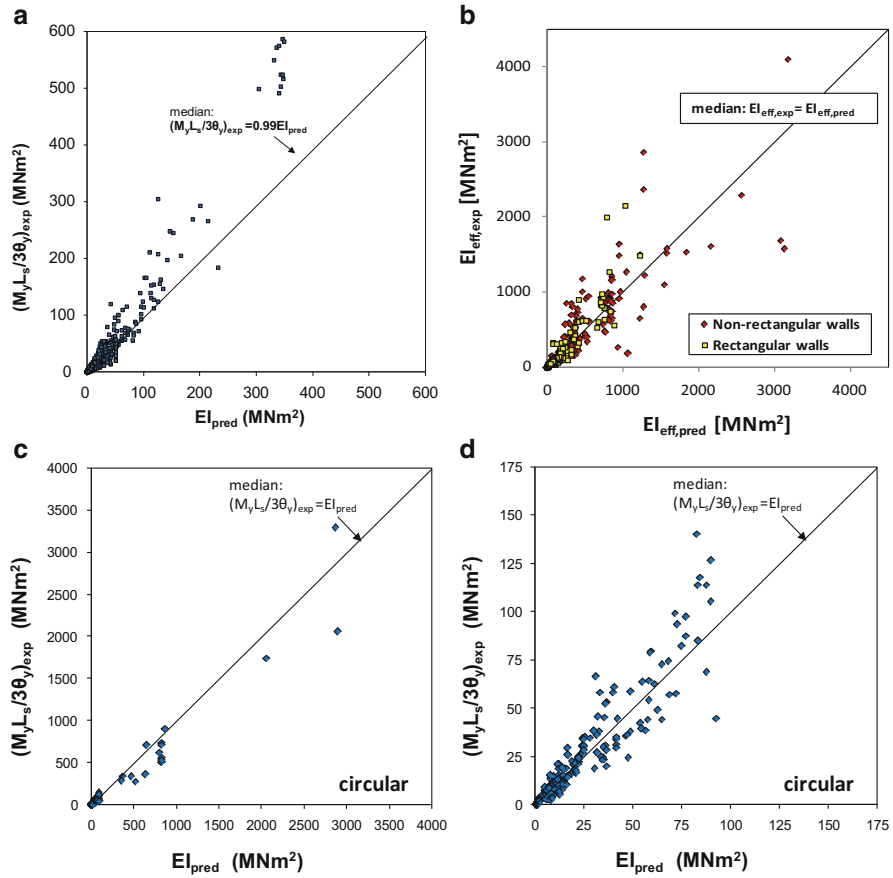 a
600
500
400
300
200
100
0
0 100 200 300 400 500 600
(MyLs/3θy)exp (MNm²)
EIpred (MNm²)
median:
(MyLs/3θy)exp =0.99EIpred
b
4000
3000
2000
1000
0
0 1000 2000 3000 4000
EIeff,exp [MNm²]
EIeff,pred [MNm²]
median: EIeff,exp= EIeff,pred
Non-rectangular walls
Rectangular walls
c
4000
3500
3000
2500
2000
1500
1000
500
0
0 500 1000 1500 2000 2500 3000 3500 4000
(MyLs/3θy)exp (MNm²)
EIpred (MNm²)
median:
(MyLs/3θy)exp=EIpred
circular
d
175
150
125
100
75
50
25
0
0 25 50 75 100 125 150 175
(MyLs/3θy)exp (MNm²)
EIpred (MNm²)
median:
(MyLs/3θy)exp=EIpred
circular